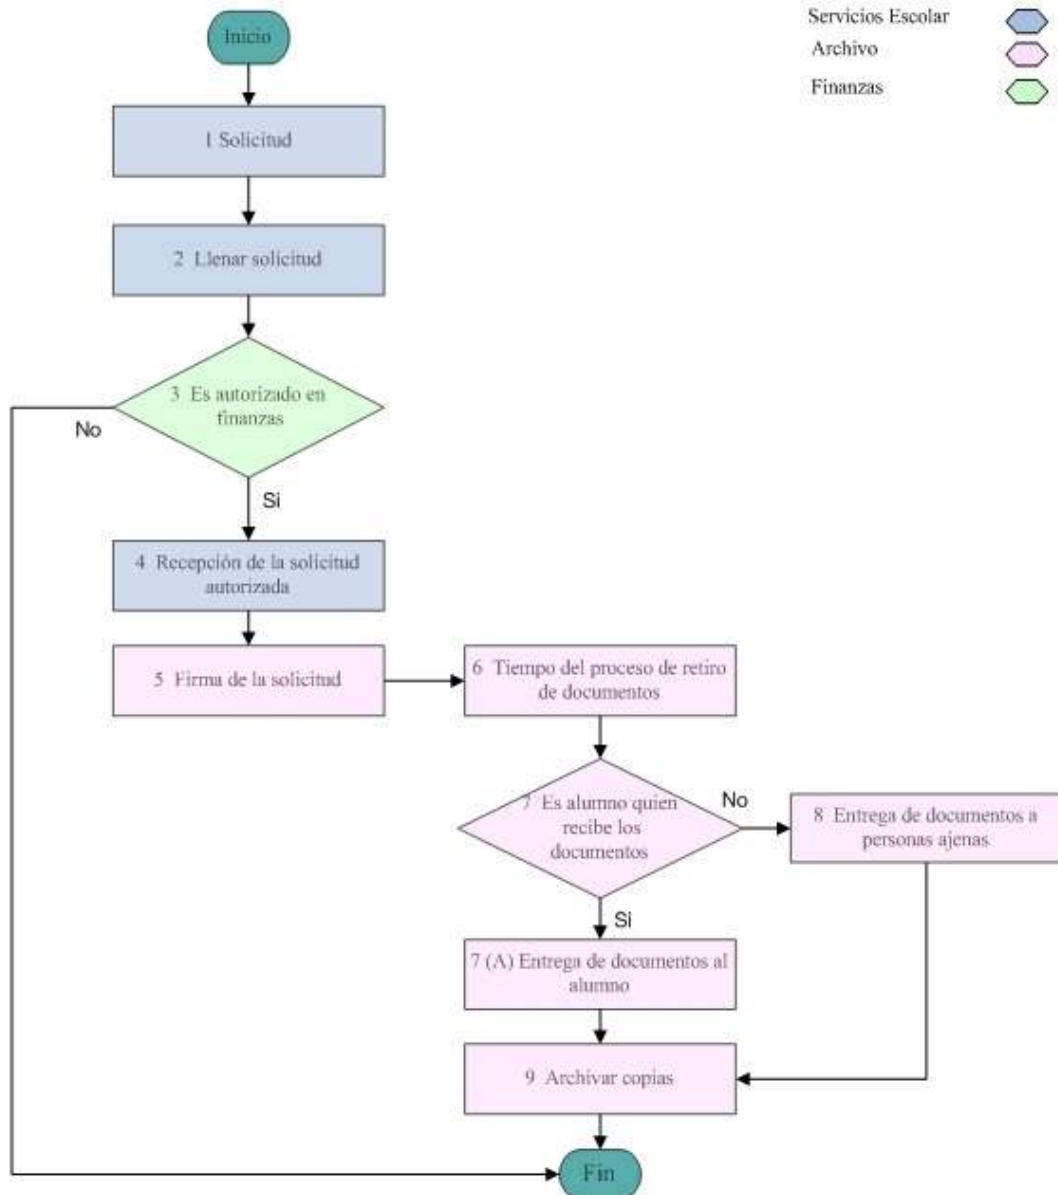 Servicios Escolar
Archivo
Finanzas
Inicio
1 Solicitud
2 Llenar solicitud
3 Es autorizado en
finanzas
No
Si
4 Recepción de la solicitud
autorizada
5 Firma de la solicitud
6 Tiempo del proceso de retiro
de documentos
7 Es alumno quien
recibe los
documentos
No
8 Entrega de documentos a
personas ajenas
Si
7 (A) Entrega de documentos al
alumno
9 Archivar copias
Fin